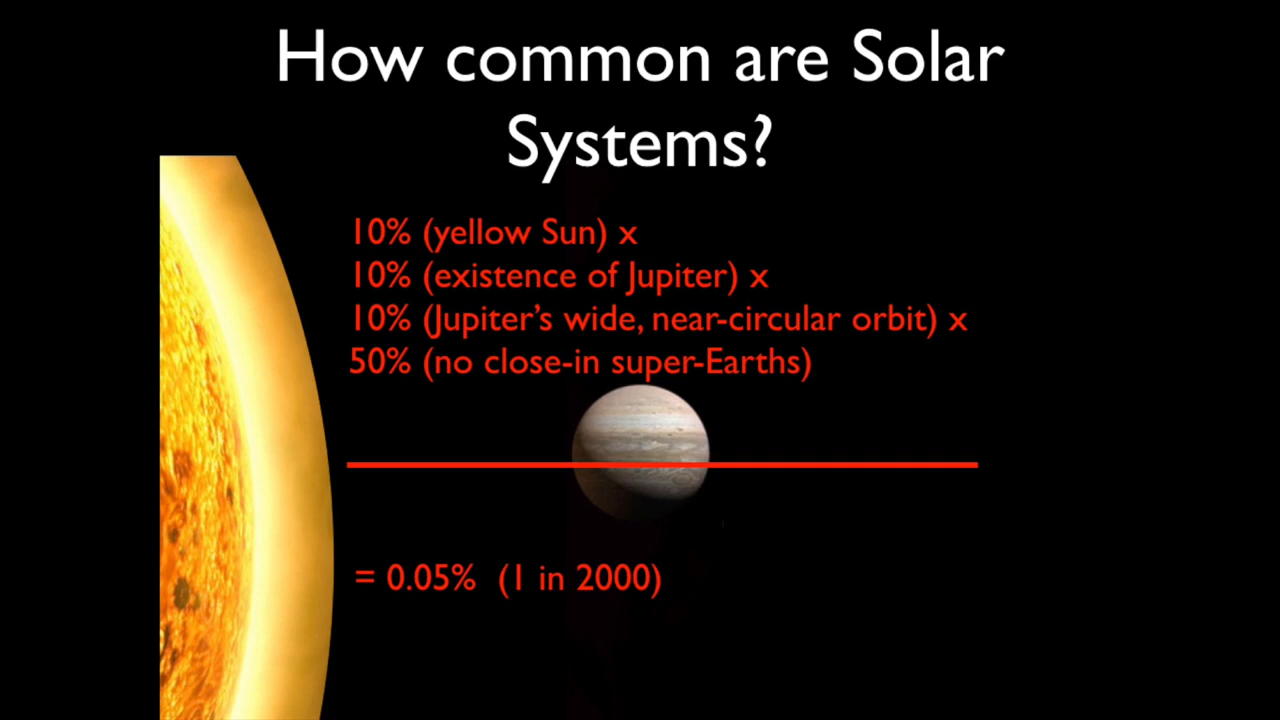 How common are Solar
Systems?
10% (yellow Sun) x
10% (existence of Jupiter) x
10% (Jupiter’s wide, near-circular orbit) x
50% (no close-in super-Earths)
= 0.05% (1 in 2000)